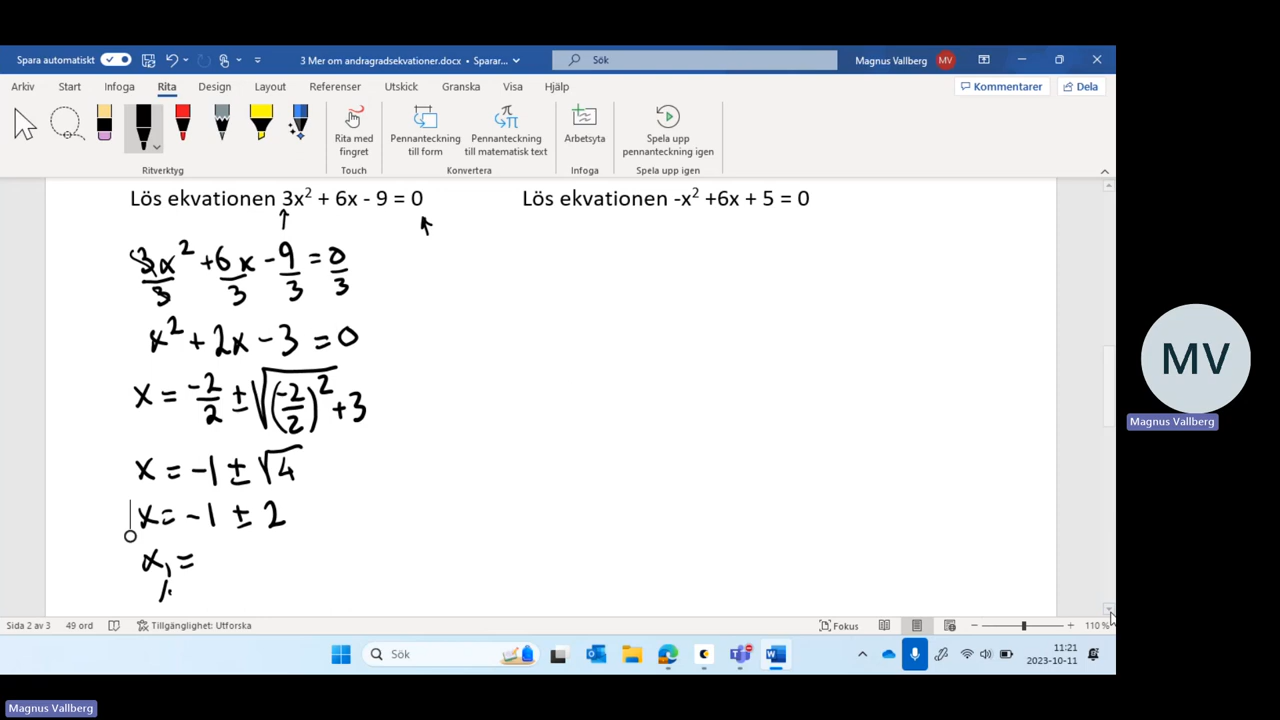 Spara automatiskt
3 Mer om andragradsekvationer.docx • Sparar...
Sök
Magnus Vallberg MV
Arkiv Start Infoga Rita Design Layout Referenser Utskick Granska Visa Hjälp
Kommentarer Dela
Rita med fingret
Pennanteckning till form
Pennanteckning till matematisk text
Arbetsyta
Spela upp pennanteckning igen
Ritverktyg Touch Konvertera Infoga Spela upp igen
Lös ekvationen 3x² + 6x - 9 = 0
3x²/3 + 6x/3 - 9/3 = 0/3
x² + 2x - 3 = 0
x = -2/2 ± √(-2/2)² + 3
x = -1 ± √4
x = -1 ± 2
x₁ =
Lös ekvationen -x² +6x + 5 = 0
MV
Magnus Vallberg
Sida 2 av 3 49 ord Tillgänglighet: Utforska Fokus 110 %
Sök
11:21
2023-10-11
Magnus Vallberg